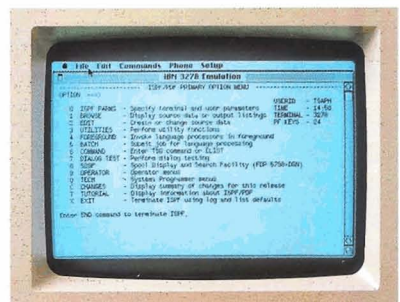 File Edit Commands Phone Setup
IBM 3278 Emulation
ISPF/PDF PRIMARY OPTION MENU
OPTION ===>
USERID - TSAPH
0 ISPF PARMS - Specify terminal and user parameters TIME - 14:50
1 BROWSE - Display source data or output listings TERMINAL - 3278
2 EDIT - Create or change source data PF KEYS - 24
3 UTILITIES - Perform utility functions
4 FOREGROUND - Invoke language processors in foreground
5 BATCH - Submit job for language processing
6 COMMAND - Enter TSO command or CLIST
7 DIALOG TEST - Perform dialog testing
8 SDSF - Spool Display and Search Facility
OPERATOR - Operator menus
TECH - Systems Programmer menus
C CHANGES - Display summary of changes for this release
T TUTORIAL - Display information about ISPF/PDF
X EXIT - Terminate ISPF using log and list defaults
Enter END command to terminate ISPF.